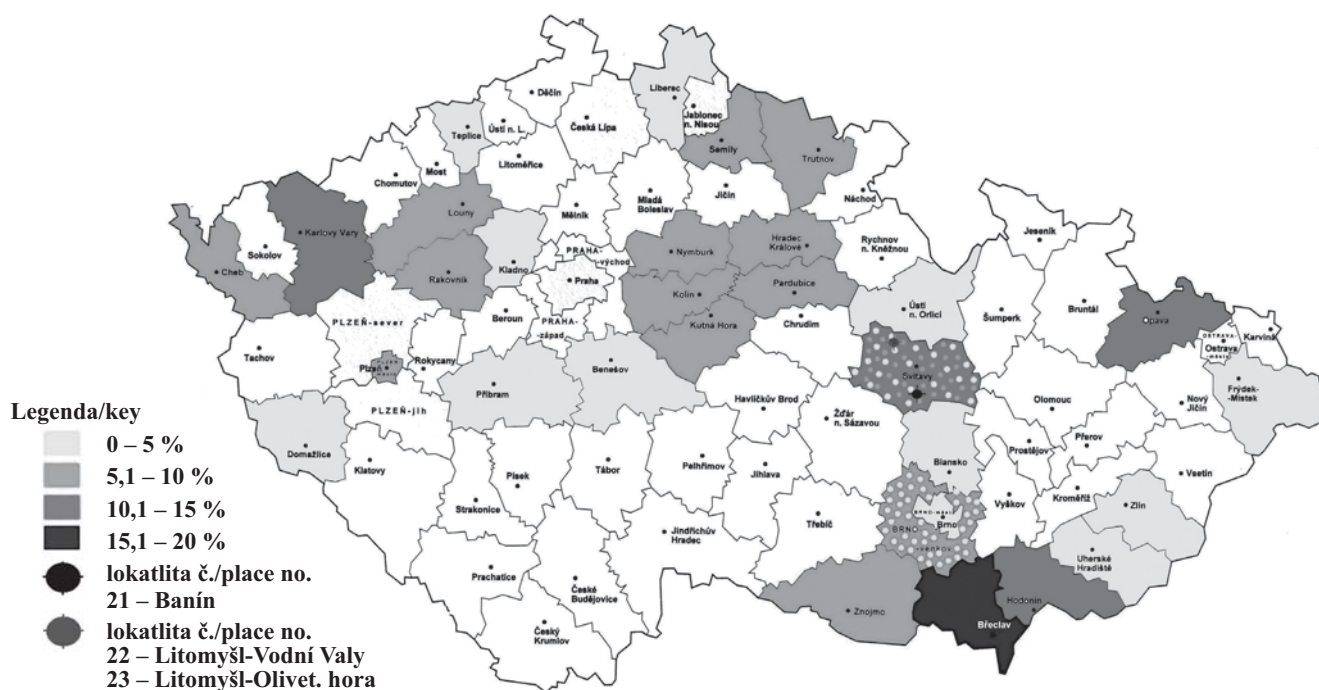 Děčín
Liberec
Jablonec
n. Nisou
Ústí n. L.
Česká Lípa
Teplice
Semily
Trutnov
Litoměřice
Most
Chomutov
Mladá
Boleslav
Jičín
Náchod
Mělník
Louny
Karlovy Vary
Sokolov
Cheb
Rakovník
Kladno
PRAHA-
-východ
Praha
PRAHA-
západ
Nymburk
Hradec
Králové
Rychnov
n. Kněžnou
Jeseník
Kolín
Pardubice
Kutná Hora
Chrudim
Ústí
n. Orlicí
Šumperk
Bruntál
Opava
OSTRAVA-
město
Ostrava
Karviná
PLZEŇ-sever
Beroun
Rokycany
Tachov
Plzeň
PLZEŇ-jih
Příbram
Benešov
Svitavy
Frýdek-
-Místek
Nový
Jičín
Olomouc
Havlíčkův Brod
Žďár
n. Sázavou
Domažlice
Klatovy
Písek
Tábor
Pelhřimov
Jihlava
Blansko
Prostějov
Přerov
Vsetín
Strakonice
Vyškov
Kroměříž
Zlín
Třebíč
BRNO-město
Brno
BRNO
-venkov
Jindřichův
Hradec
Uherské
Hradiště
Prachatice
České
Budějovice
Znojmo
Hodonín
Břeclav
Český
Krumlov
Legenda/key
0 – 5 %
5,1 – 10 %
10,1 – 15 %
15,1 – 20 %
lokatlita č./place no.
21 – Banín
lokatlita č./place no.
22 – Litomyšl-Vodní Valy
23 – Litomyšl-Olivet. hora